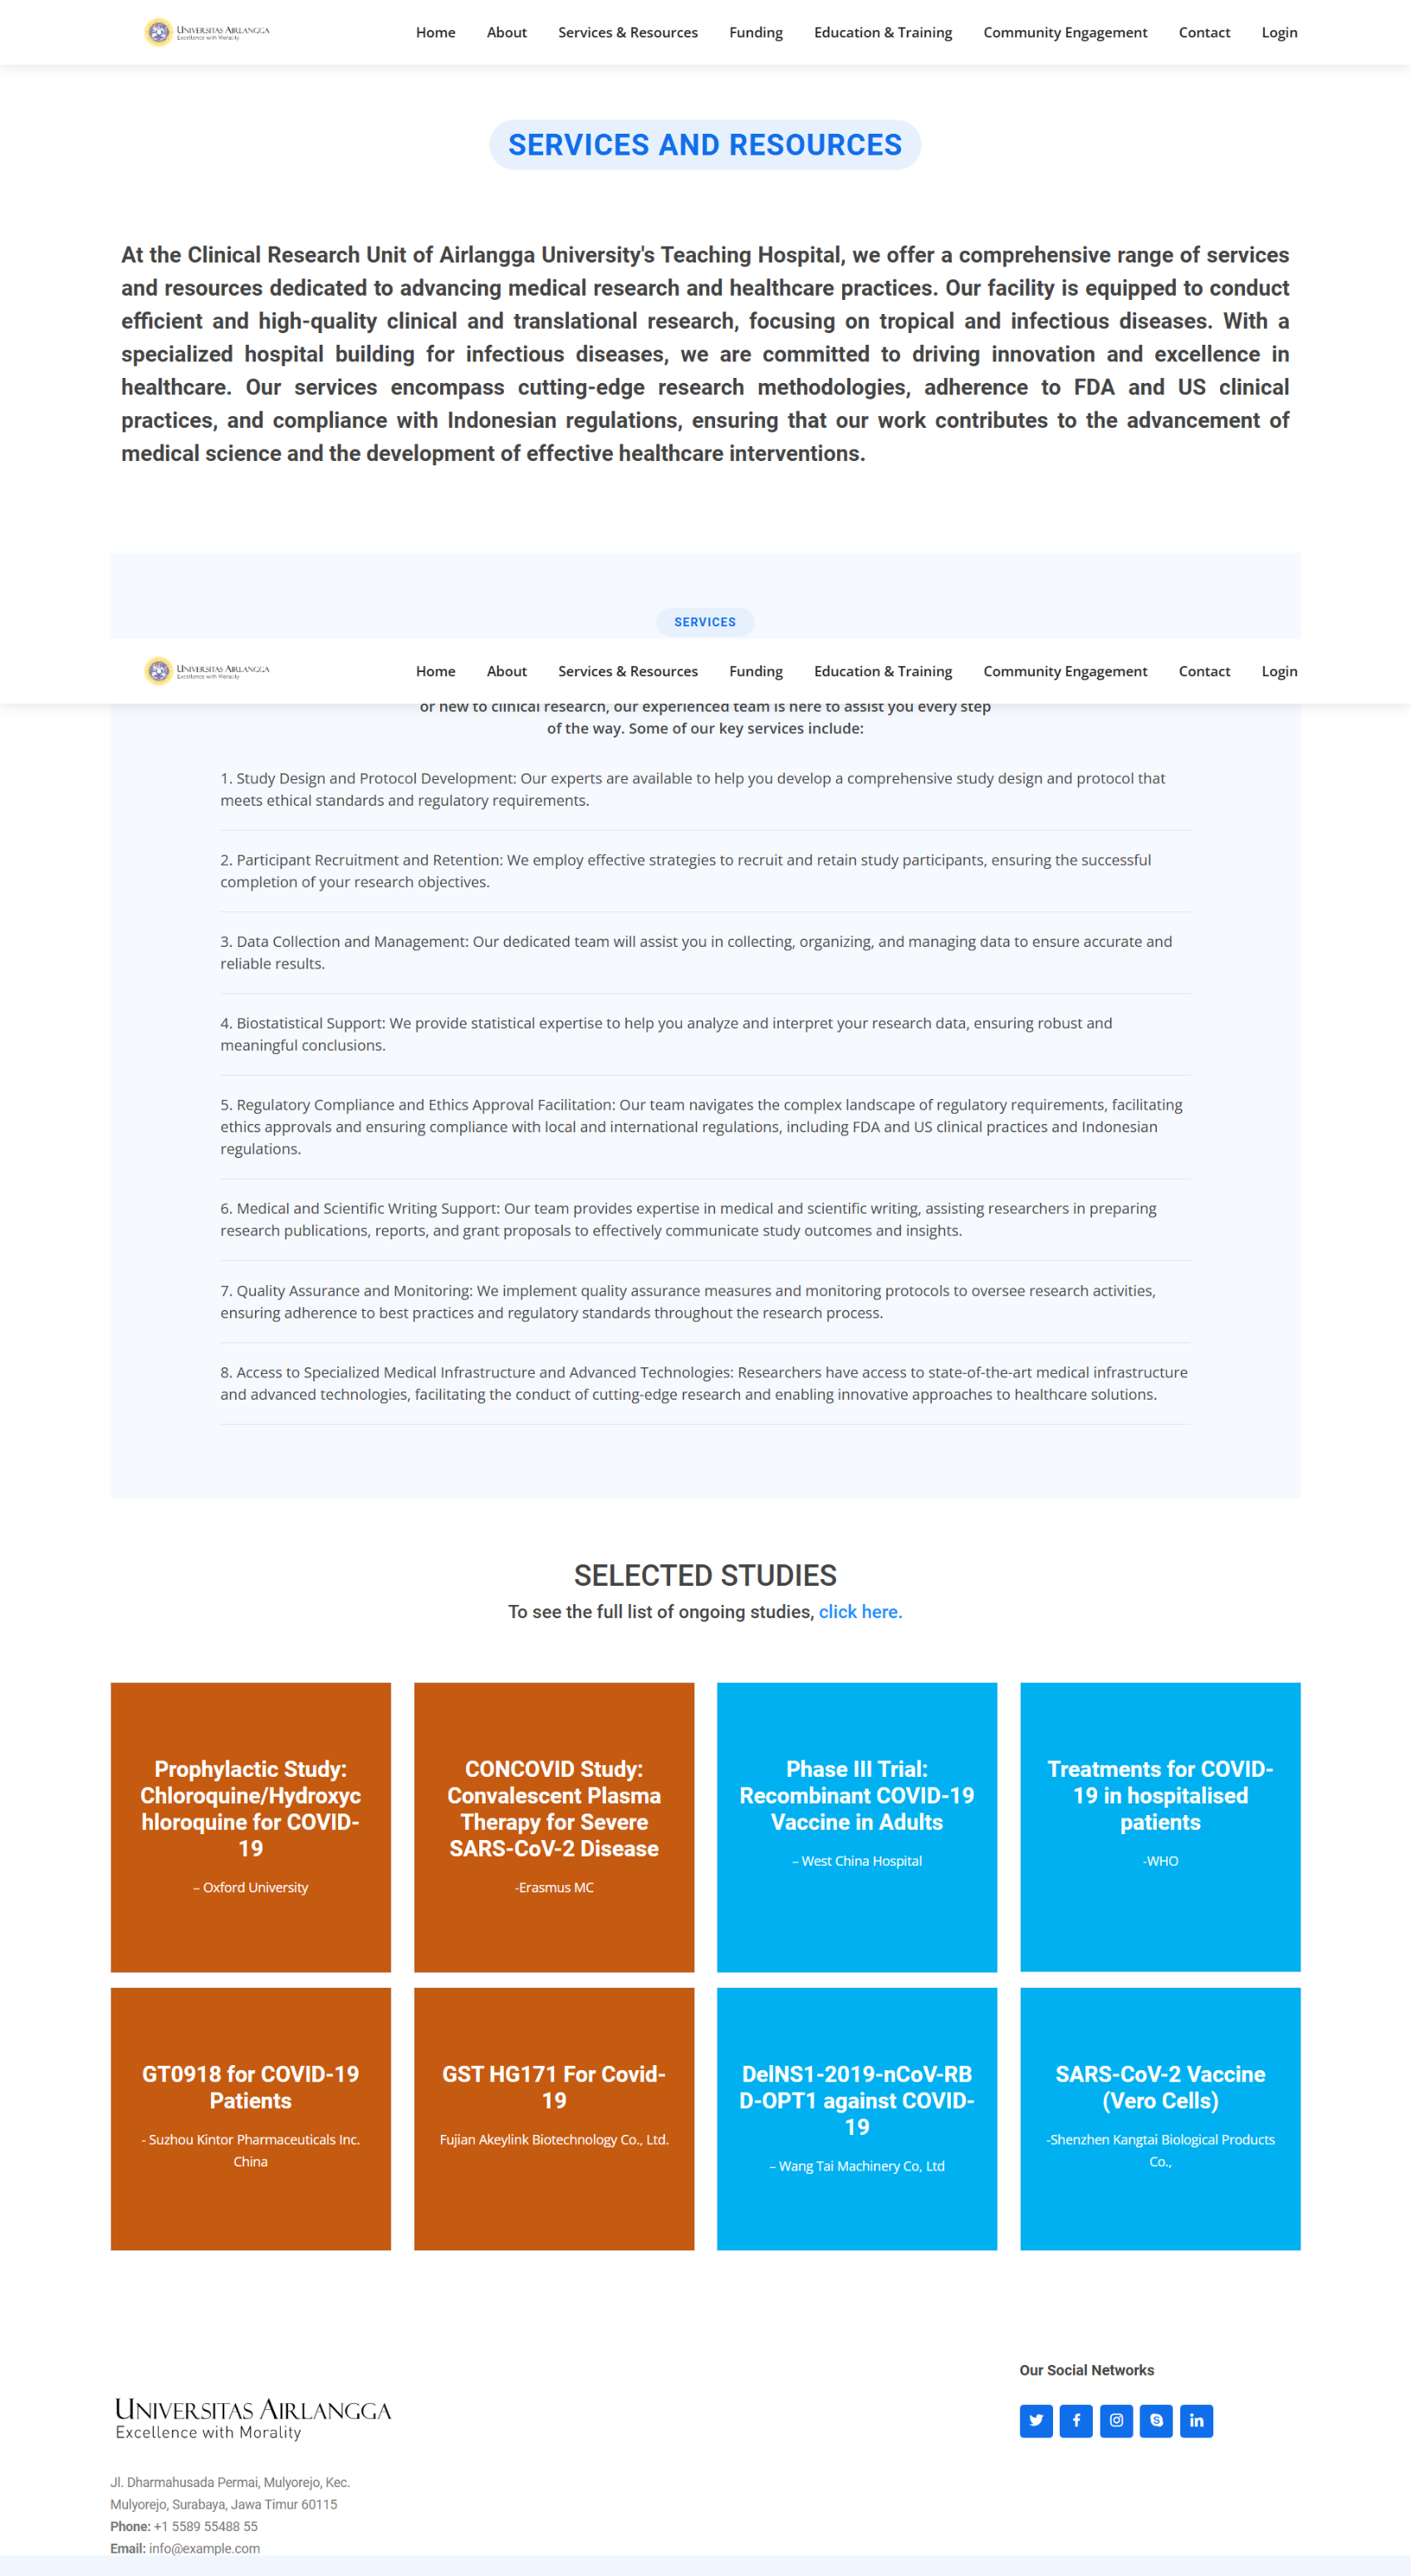 UNIVERSITAS AIRLANGGA
Excellence with Morality
Home About Services & Resources Funding Education & Training Community Engagement Contact Login
SERVICES AND RESOURCES
At the Clinical Research Unit of Airlangga University's Teaching Hospital, we offer a comprehensive range of services
and resources dedicated to advancing medical research and healthcare practices. Our facility is equipped to conduct
efficient and high-quality clinical and translational research, focusing on tropical and infectious diseases. With a
specialized hospital building for infectious diseases, we are committed to driving innovation and excellence in
healthcare. Our services encompass cutting-edge research methodologies, adherence to FDA and US clinical
practices, and compliance with Indonesian regulations, ensuring that our work contributes to the advancement of
medical science and the development of effective healthcare interventions.
SERVICES
UNIVERSITAS AIRLANGGA
Excellence with Morality
Home About Services & Resources Funding Education & Training Community Engagement Contact Login
or new to clinical research, our experienced team is here to assist you every step
of the way. Some of our key services include:
1. Study Design and Protocol Development: Our experts are available to help you develop a comprehensive study design and protocol that
meets ethical standards and regulatory requirements.
2. Participant Recruitment and Retention: We employ effective strategies to recruit and retain study participants, ensuring the successful
completion of your research objectives.
3. Data Collection and Management: Our dedicated team will assist you in collecting, organizing, and managing data to ensure accurate and
reliable results.
4. Biostatistical Support: We provide statistical expertise to help you analyze and interpret your research data, ensuring robust and
meaningful conclusions.
5. Regulatory Compliance and Ethics Approval Facilitation: Our team navigates the complex landscape of regulatory requirements, facilitating
ethics approvals and ensuring compliance with local and international regulations, including FDA and US clinical practices and Indonesian
regulations.
6. Medical and Scientific Writing Support: Our team provides expertise in medical and scientific writing, assisting researchers in preparing
research publications, reports, and grant proposals to effectively communicate study outcomes and insights.
7. Quality Assurance and Monitoring: We implement quality assurance measures and monitoring protocols to oversee research activities,
ensuring adherence to best practices and regulatory standards throughout the research process.
8. Access to Specialized Medical Infrastructure and Advanced Technologies: Researchers have access to state-of-the-art medical infrastructure
and advanced technologies, facilitating the conduct of cutting-edge research and enabling innovative approaches to healthcare solutions.
SELECTED STUDIES
To see the full list of ongoing studies, click here.
Prophylactic Study:
Chloroquine/Hydroxyc
hloroquine for COVID-
19
– Oxford University
CONCOVID Study:
Convalescent Plasma
Therapy for Severe
SARS-CoV-2 Disease
-Erasmus MC
Phase III Trial:
Recombinant COVID-19
Vaccine in Adults
– West China Hospital
Treatments for COVID-
19 in hospitalised
patients
-WHO
GT0918 for COVID-19
Patients
- Suzhou Kintor Pharmaceuticals Inc.
China
GST HG171 For Covid-
19
Fujian Akeylink Biotechnology Co., Ltd.
DelNS1-2019-nCoV-RB
D-OPT1 against COVID-
19
– Wang Tai Machinery Co, Ltd
SARS-CoV-2 Vaccine
(Vero Cells)
-Shenzhen Kangtai Biological Products
Co.,
UNIVERSITAS AIRLANGGA
Excellence with Morality
Jl. Dharmahusada Permai, Mulyorejo, Kec.
Mulyorejo, Surabaya, Jawa Timur 60115
Phone: +1 5589 55488 55
Email: info@example.com
Our Social Networks